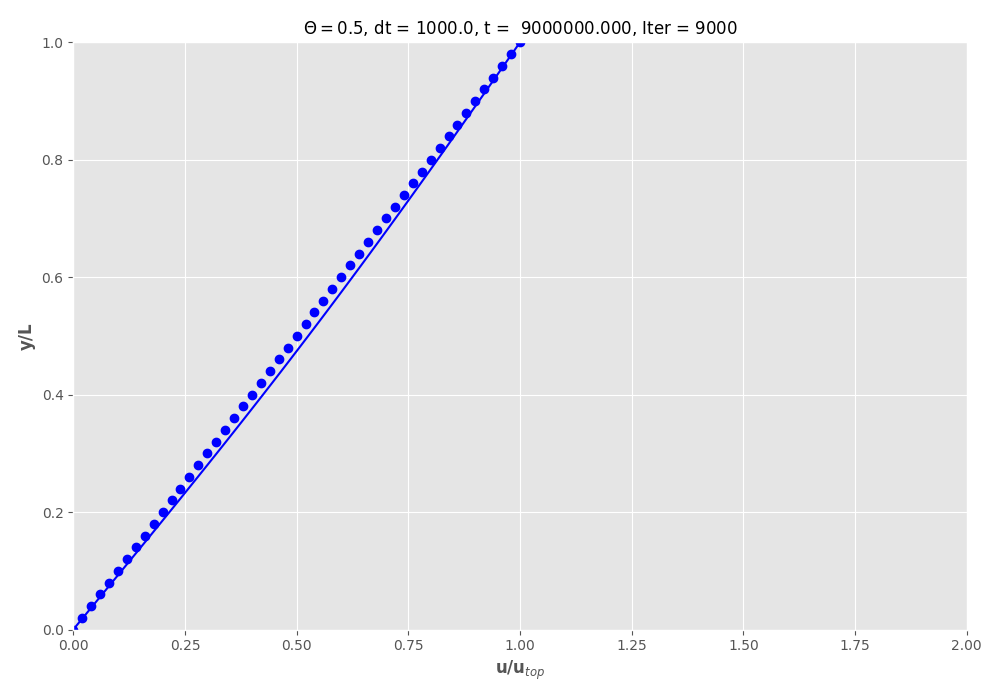 Θ = 0.5, dt = 1000.0, t =  9000000.000, Iter = 9000
1.0
0.8
0.6
0.4
0.2
0.0
y/L
0.00 0.25 0.50 0.75 1.00 1.25 1.50 1.75 2.00
u/u_top